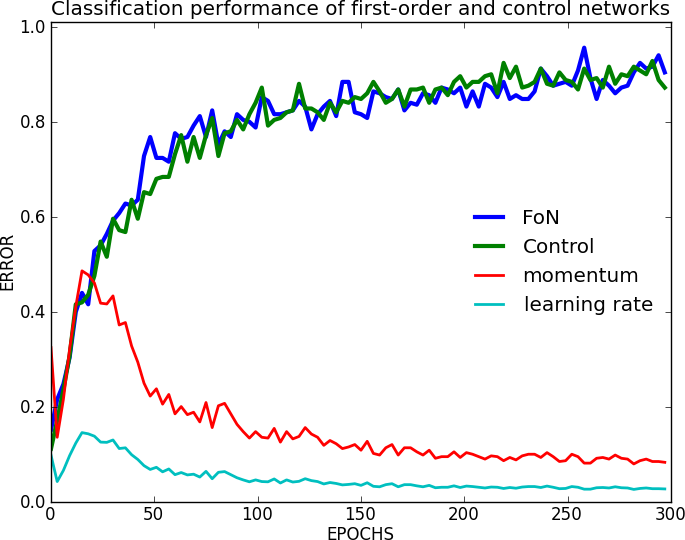 Classification performance of first-order and control networks
1.0
0.8
0.6
0.4
0.2
0.0
ERROR
FoN
Control
momentum
learning rate
0 50 100 150 200 250 300
EPOCHS